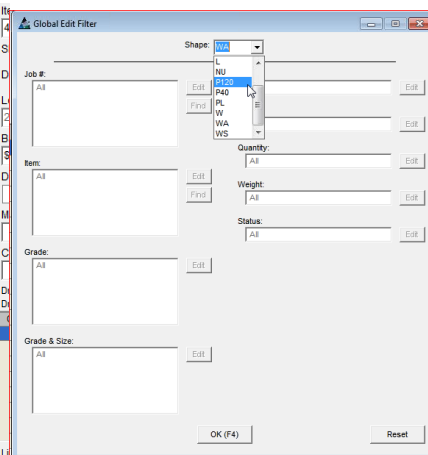 Global Edit Filter
Shape: WA
L
NU
P120
P40
PL
W
WA
WS
Job #:
All
Edit
Find
Edit
Edit
Quantity:
All
Edit
Item:
All
Edit
Find
Weight:
All
Edit
Status:
All
Edit
Grade:
All
Edit
Grade & Size:
All
Edit
OK (F4)
Reset